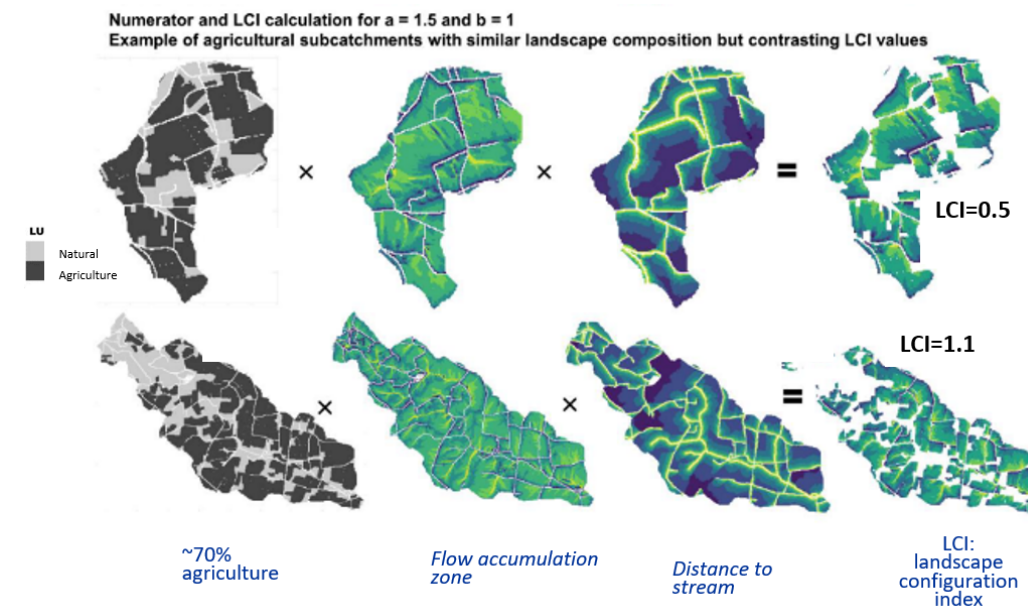 Numerator and LCI calculation for a = 1.5 and b = 1
Example of agricultural subcatchments with similar landscape composition but contrasting LCI values
× × =
LCI=0.5
LU
Natural
Agriculture
LCI=1.1
× × =
~70%
agriculture
Flow accumulation
zone
Distance to
stream
LCI:
landscape
configuration
index